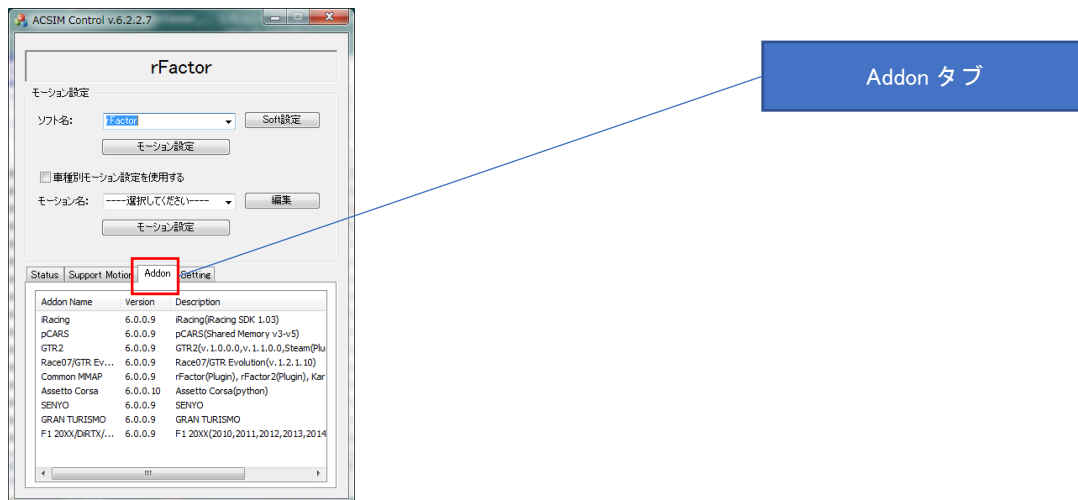 ACSIM Control v.6.2.2.7
rFactor
モーション設定
ソフト名: rFactor Soft設定
モーション設定
車種別モーション設定を使用する
モーション名: ----選択してください---- 編集
モーション設定
Status Support Motion Addon Setting
Addon Name Version Description
iRacing 6.0.0.9 iRacing(iRacing SDK 1.03)
pCARS 6.0.0.9 pCARS(Shared Memory v3-v5)
GTR2 6.0.0.9 GTR2(v.1.0.0.0,v.1.1.0.0,Steam(Plu
Race07/GTR Ev... 6.0.0.9 Race07/GTR Evolution(v.1.2.1.10)
Common MMAP 6.0.0.9 rFactor(Plugin), rFactor2(Plugin), Kar
Assetto Corsa 6.0.0.10 Assetto Corsa(python)
SENYO 6.0.0.9 SENYO
GRAN TURISMO 6.0.0.9 GRAN TURISMO
F1 20XX/DiRTX/... 6.0.0.9 F1 20XX(2010,2011,2012,2013,2014
Addon タブ